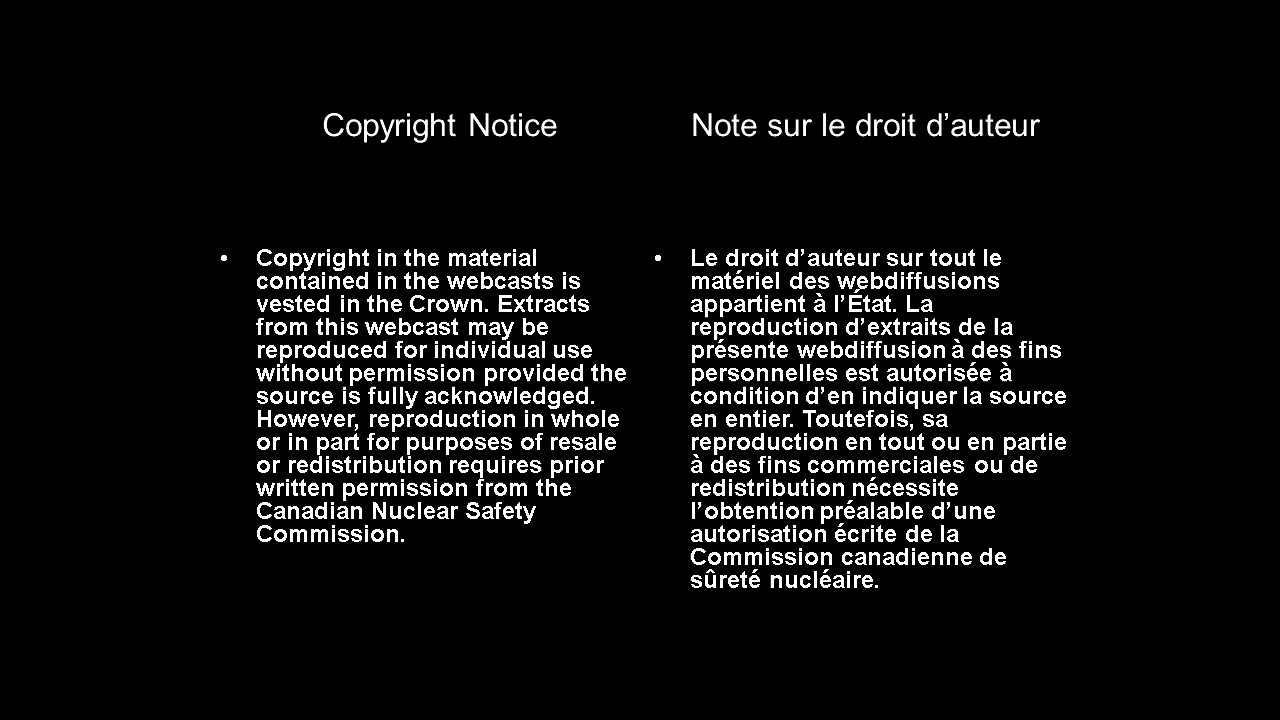 Copyright Notice
• Copyright in the material
contained in the webcasts is
vested in the Crown. Extracts
from this webcast may be
reproduced for individual use
without permission provided the
source is fully acknowledged.
However, reproduction in whole
or in part for purposes of resale
or redistribution requires prior
written permission from the
Canadian Nuclear Safety
Commission.
Note sur le droit d’auteur
• Le droit d’auteur sur tout le
matériel des webdiffusions
appartient à l’État. La
reproduction d’extraits de la
présente webdiffusion à des fins
personnelles est autorisée à
condition d’en indiquer la source
en entier. Toutefois, sa
reproduction en tout ou en partie
à des fins commerciales ou de
redistribution nécessite
l’obtention préalable d’une
autorisation écrite de la
Commission canadienne de
sûreté nucléaire.